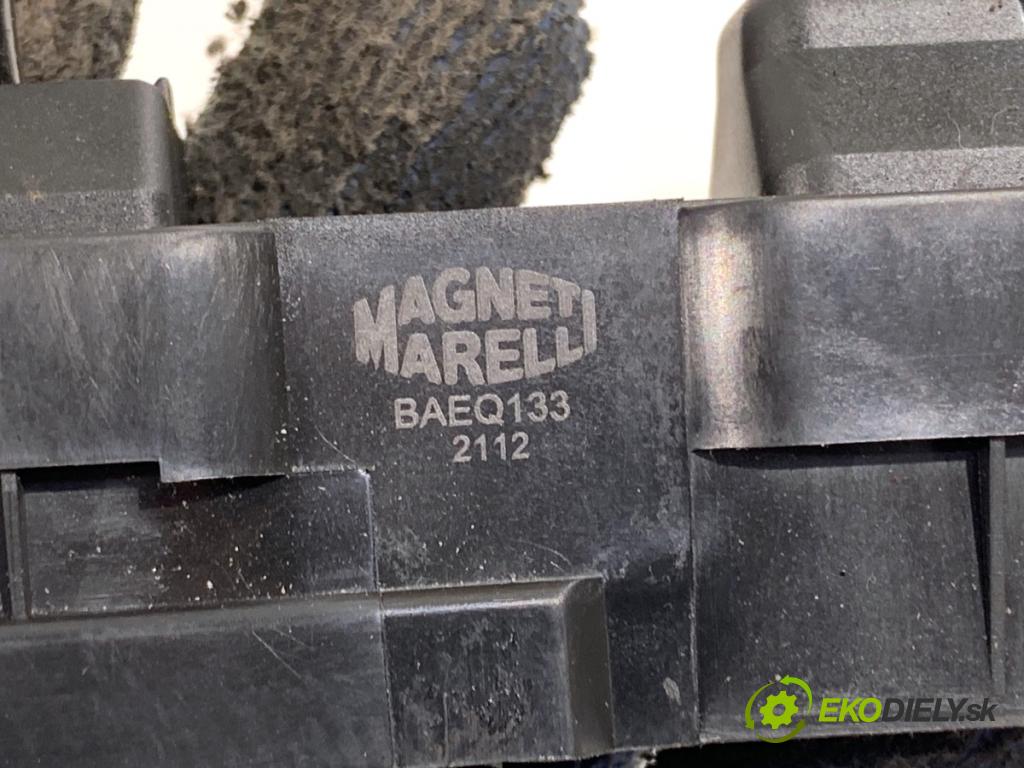 MAGNETI
MARELLI
BAEQ133
2112
EKODIELY.sk